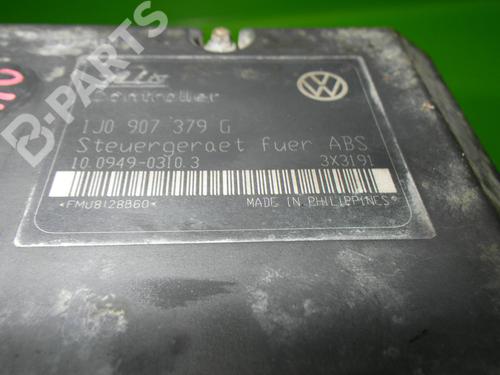 B-PARTS
Controller
1J0 907 379 G
Steuergeraet fuer ABS
10.0949-0310.3 3X3191
*FMU8128860* MADE IN PHILIPPINES